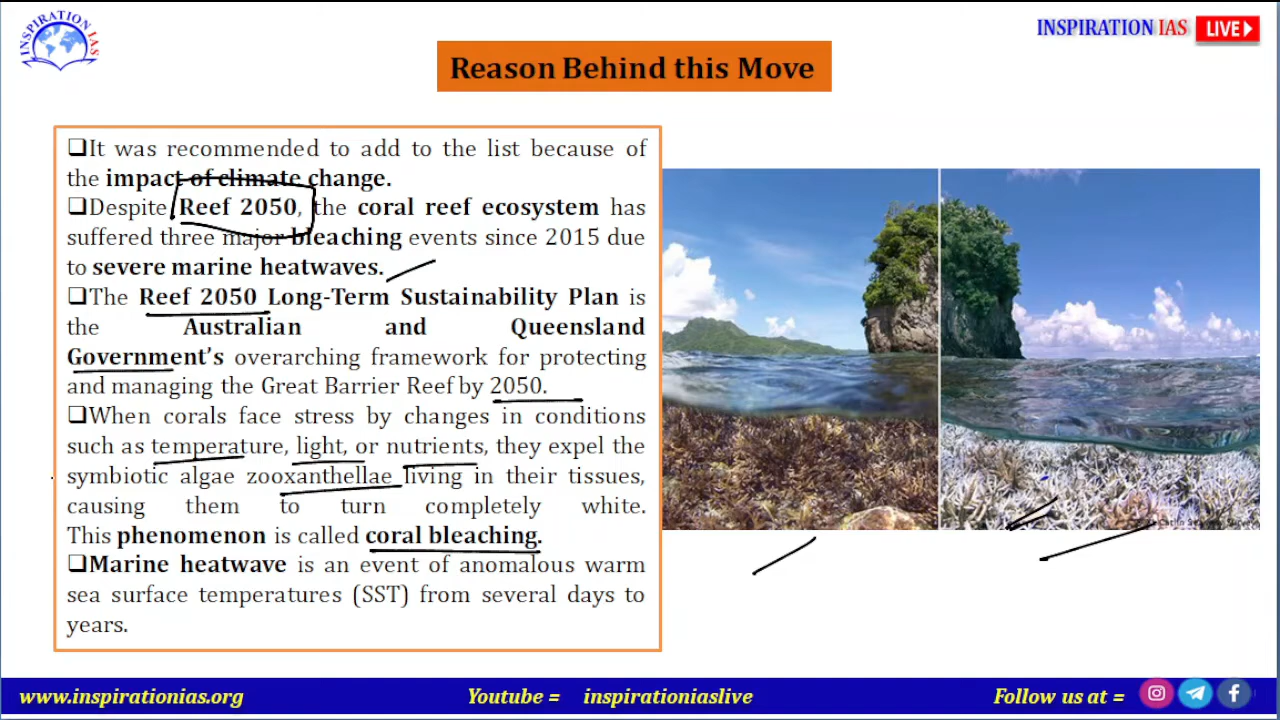 INSPIRATION IAS
INSPIRATION IAS LIVE
Reason Behind this Move
❑It was recommended to add to the list because of
the impact of climate change.
❑Despite Reef 2050, the coral reef ecosystem has
suffered three major bleaching events since 2015 due
to severe marine heatwaves.
❑The Reef 2050 Long-Term Sustainability Plan is
the Australian and Queensland
Government's overarching framework for protecting
and managing the Great Barrier Reef by 2050.
❑When corals face stress by changes in conditions
such as temperature, light, or nutrients, they expel the
symbiotic algae zooxanthellae living in their tissues,
causing them to turn completely white.
This phenomenon is called coral bleaching.
❑Marine heatwave is an event of anomalous warm
sea surface temperatures (SST) from several days to
years.
www.inspirationias.org
Youtube = inspirationiaslive
Follow us at =